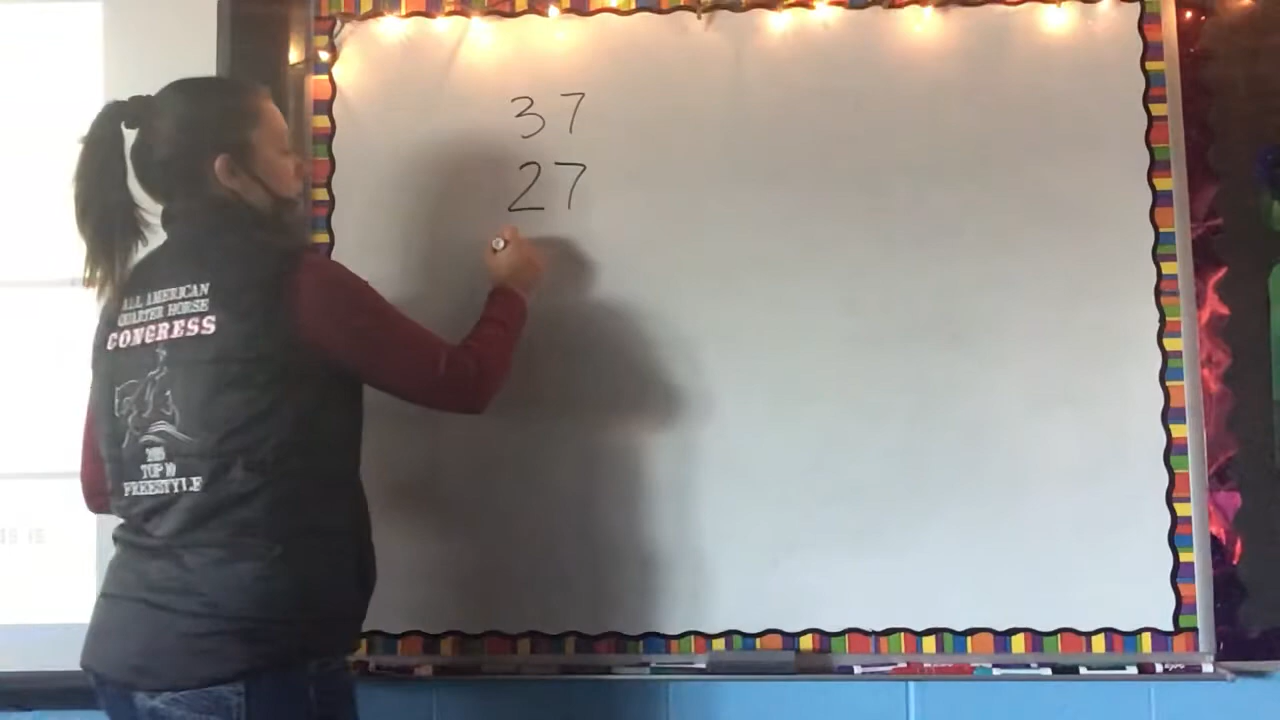 37
27
ALL AMERICAN
QUARTER HORSE
CONGRESS
TOP 10
FREESTYLE